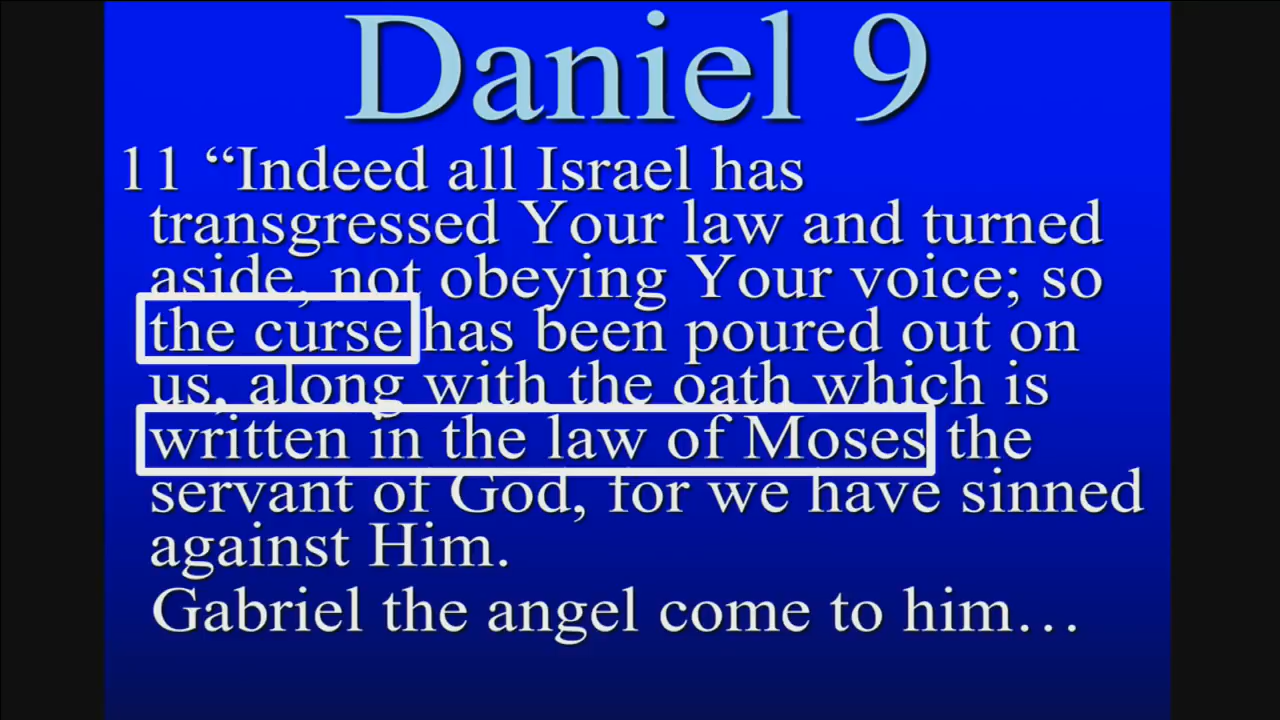 Daniel 9
11 “Indeed all Israel has
transgressed Your law and turned
aside, not obeying Your voice; so
the curse has been poured out on
us, along with the oath which is
written in the law of Moses the
servant of God, for we have sinned
against Him.
Gabriel the angel come to him…